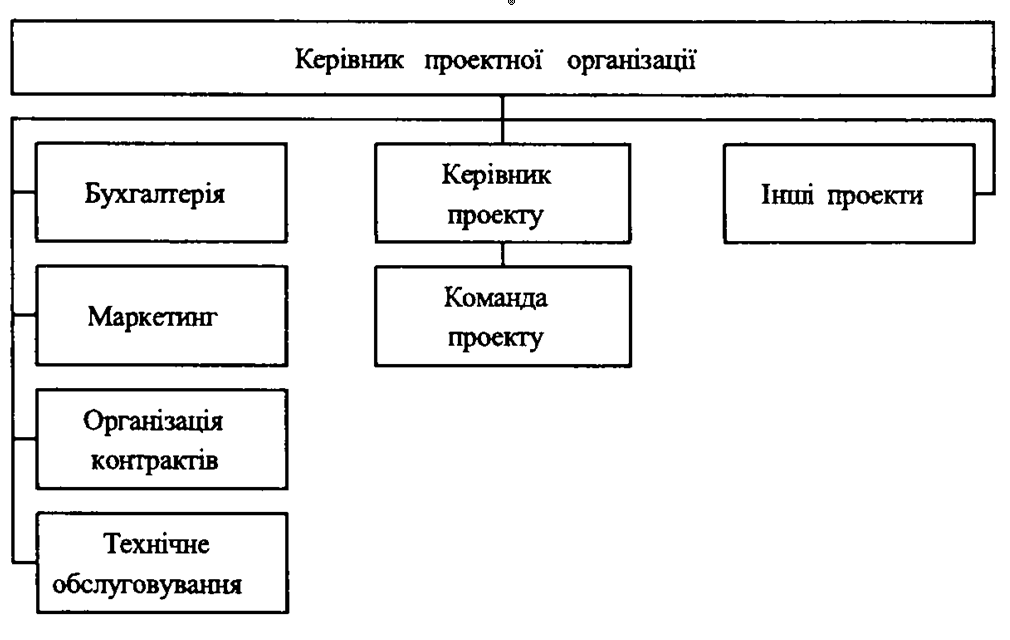 Керівник проектної організації
Бухгалтерія
Маркетинг
Організація
контрактів
Технічне
обслуговування
Керівник
проекту
Команда
проекту
Інші проекти